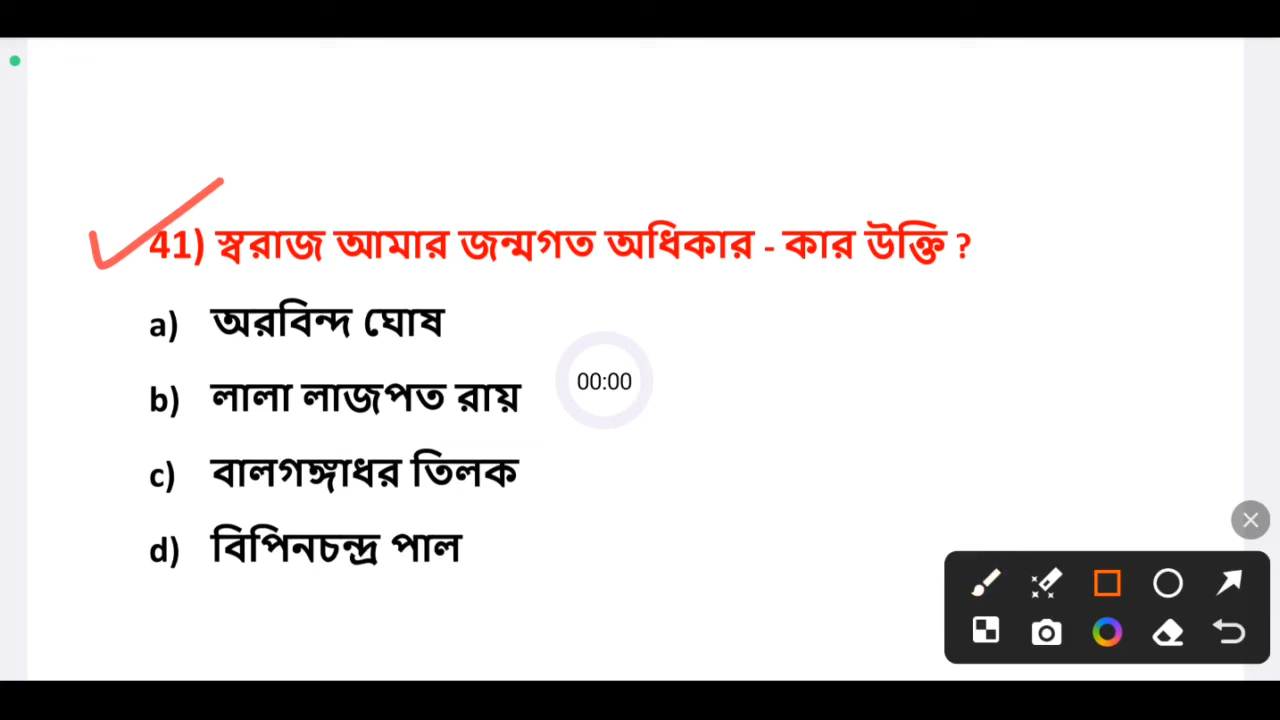 41) স্বরাজ আমার জন্মগত অধিকার - কার উক্তি ?
a) অরবিন্দ ঘোষ
b) লালা লাজপত রায়
00:00
c) বালগঙ্গাধর তিলক
d) বিপিনচন্দ্র পাল